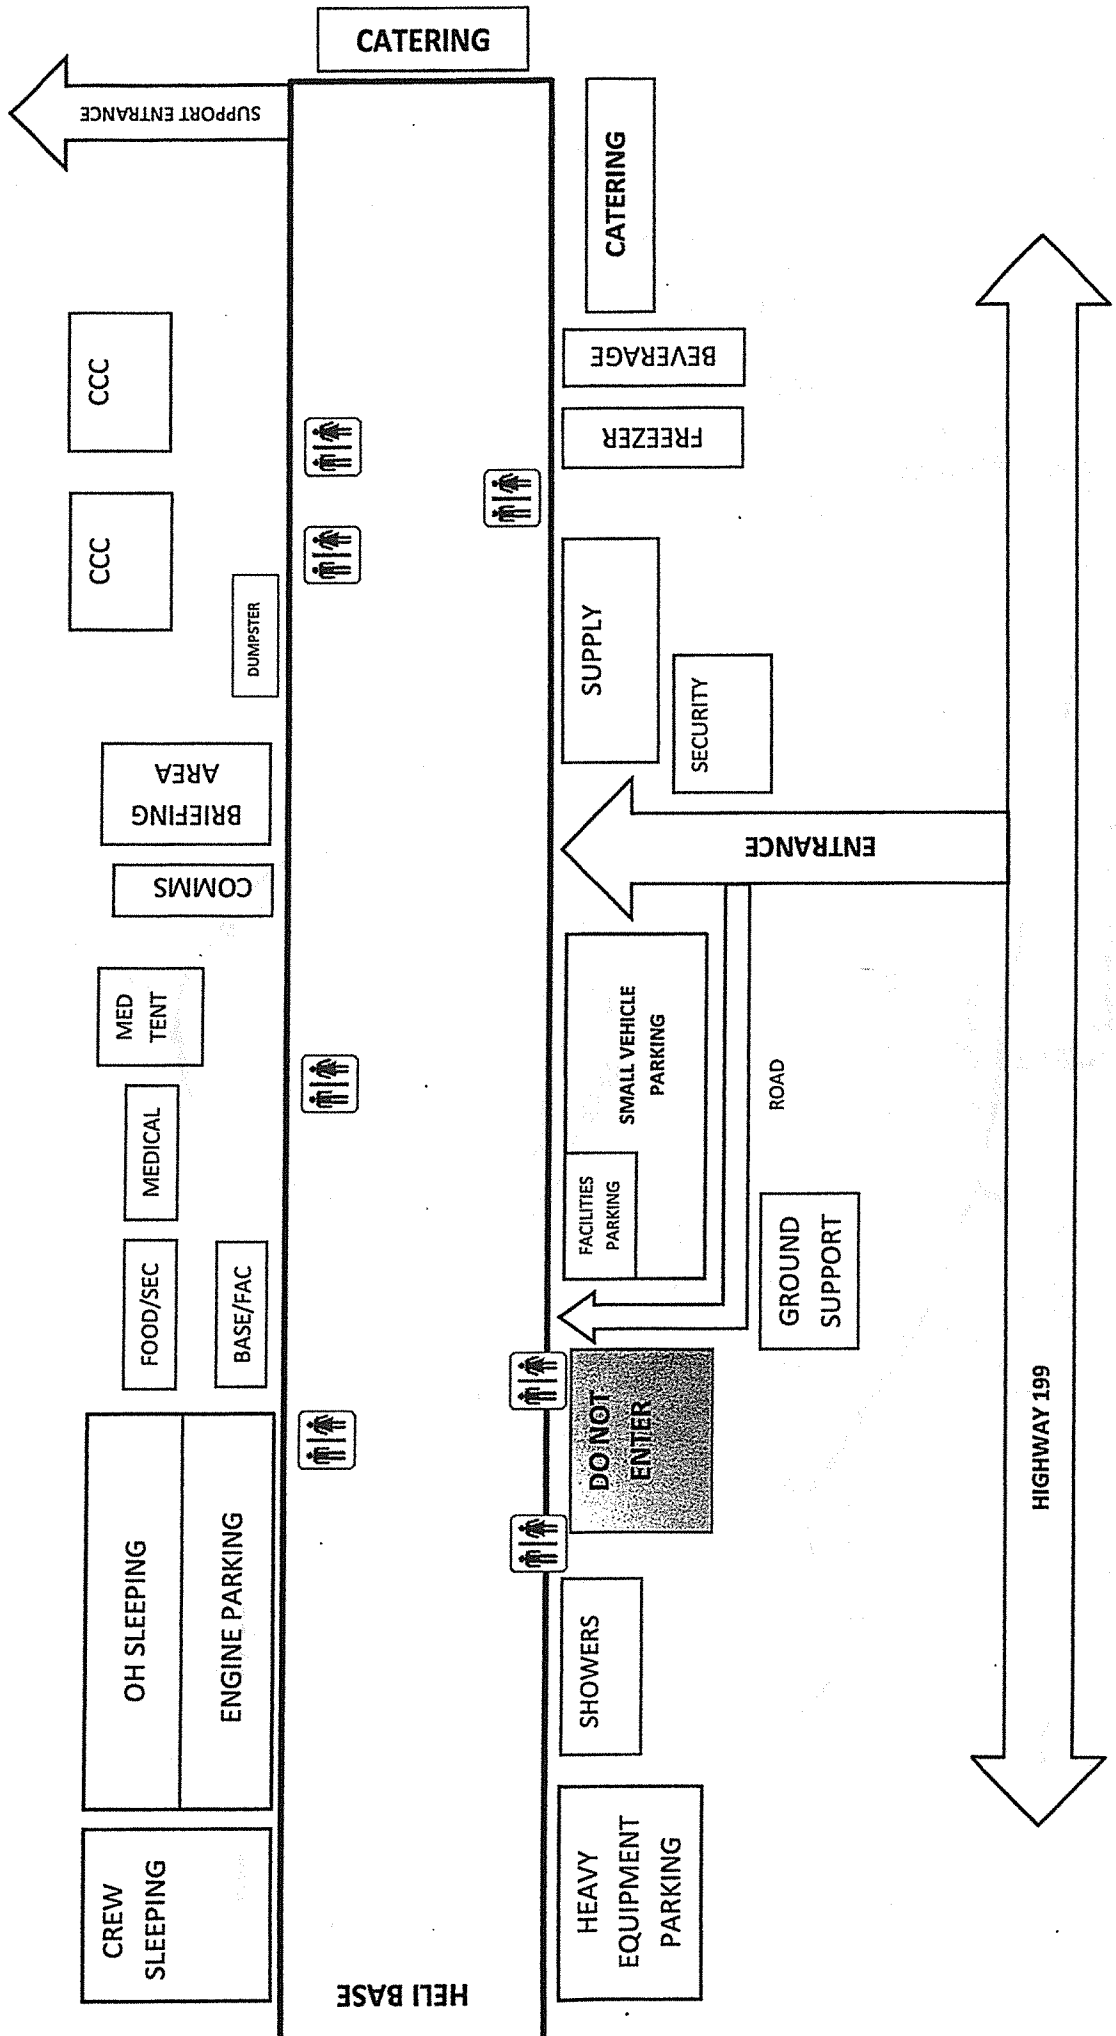 CATERING
SUPPORT ENTRANCE
CATERING
CCC
BEVERAGE
FREEZER
CCC
DUMPSTER
SUPPLY
SECURITY
BRIEFING
AREA
COMMS
ENTRANCE
MED
TENT
MEDICAL
SMALL VEHICLE
PARKING
ROAD
FACILITIES
PARKING
FOOD/SEC
BASE/FAC
GROUND
SUPPORT
DO NOT
ENTER
HIGHWAY 199
OH SLEEPING
ENGINE PARKING
SHOWERS
CREW
SLEEPING
HEAVY
EQUIPMENT
PARKING
HELI BASE